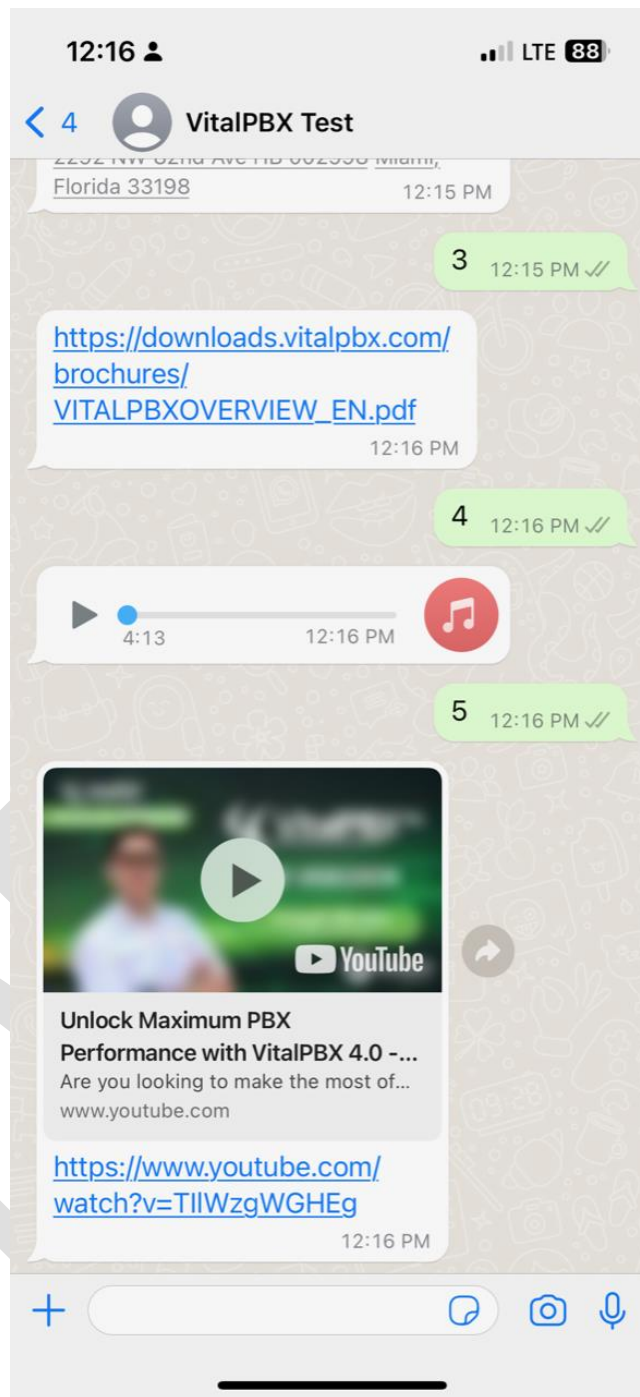 12:16
LTE 88
4 VitalPBX Test
Florida 33198
12:15 PM
3 12:15 PM
https://downloads.vitalpbx.com/
brochures/
VITALPBXOVERVIEW_EN.pdf
12:16 PM
4 12:16 PM
4:13 12:16 PM
5 12:16 PM
YouTube
Unlock Maximum PBX
Performance with VitalPBX 4.0 -...
Are you looking to make the most of...
www.youtube.com
https://www.youtube.com/
watch?v=TIlWzgWGHEg
12:16 PM